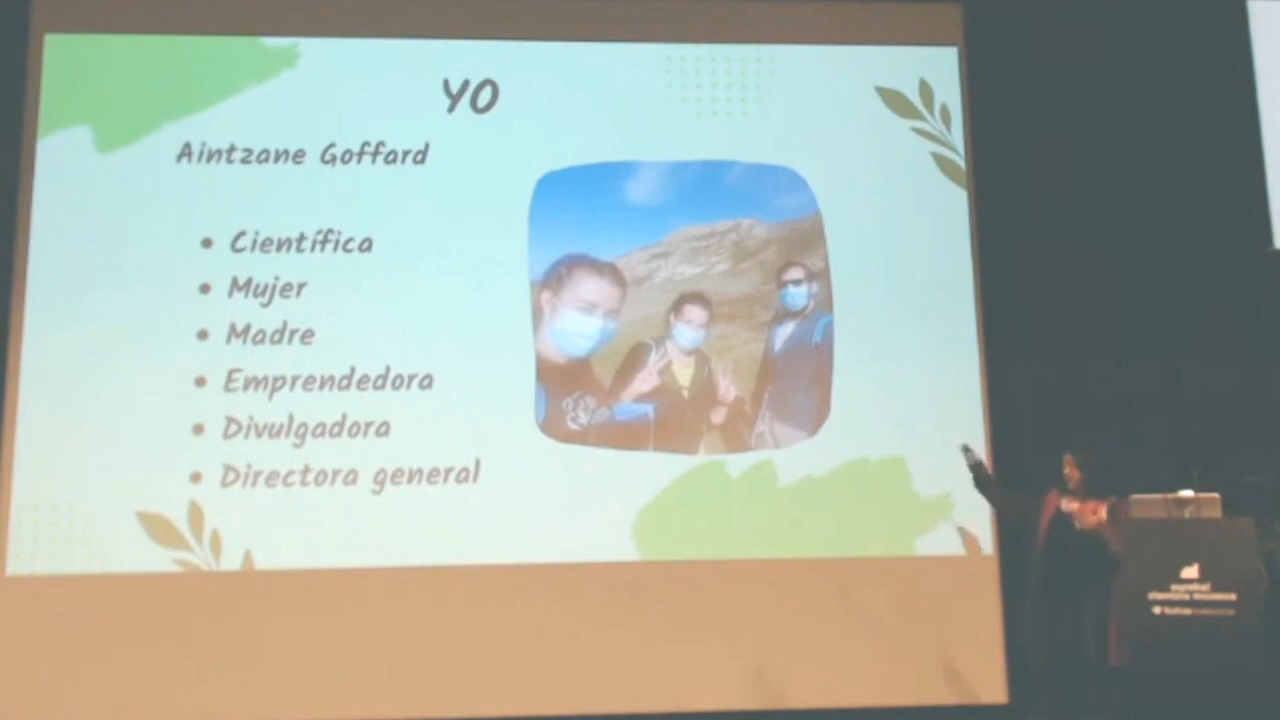 YO
Aintzane Goffard
Científica
Mujer
Madre
Emprendedora
Divulgadora
Directora general